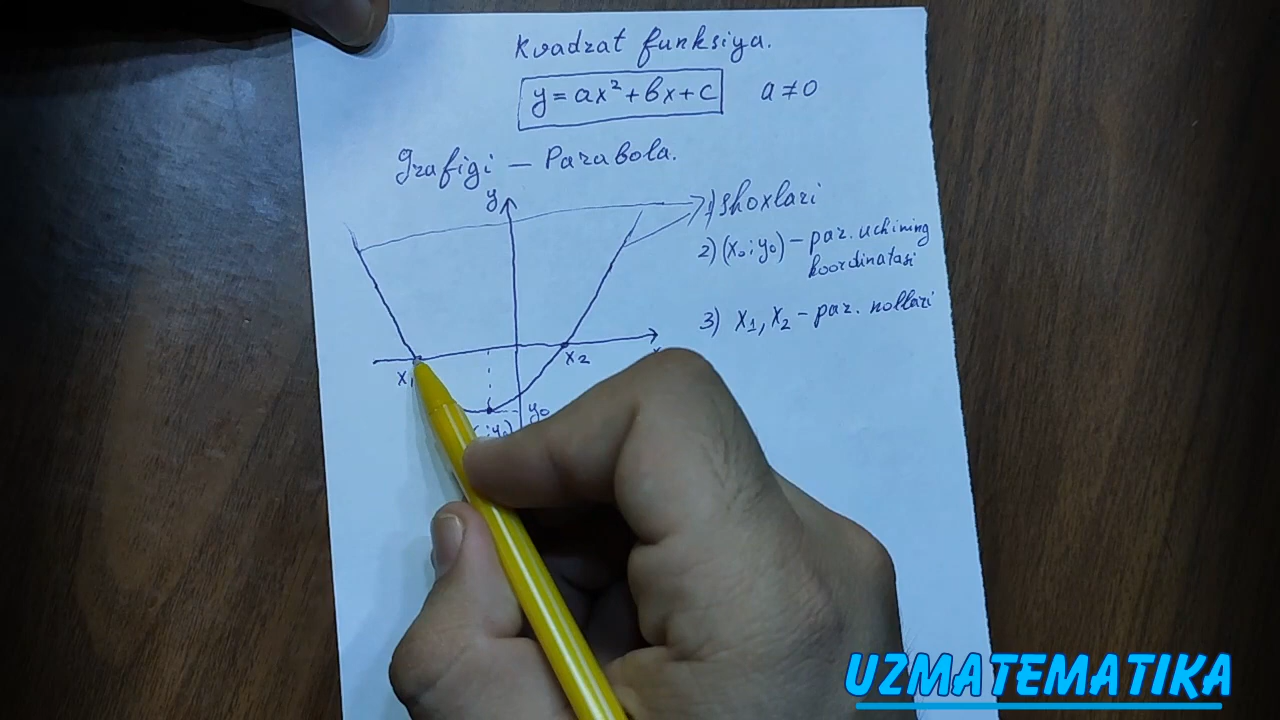 Kvadrat funksiya.
y = ax² + bx + c a ≠ 0
Grafigi — Parabola.
y
1) shoxlari
2) (x₀; y₀) – par. uchining
koordinatasi
3) x₁, x₂ – par. nollari
x₂
x₁
y₀
; y₀)
UZMATEMATIKA